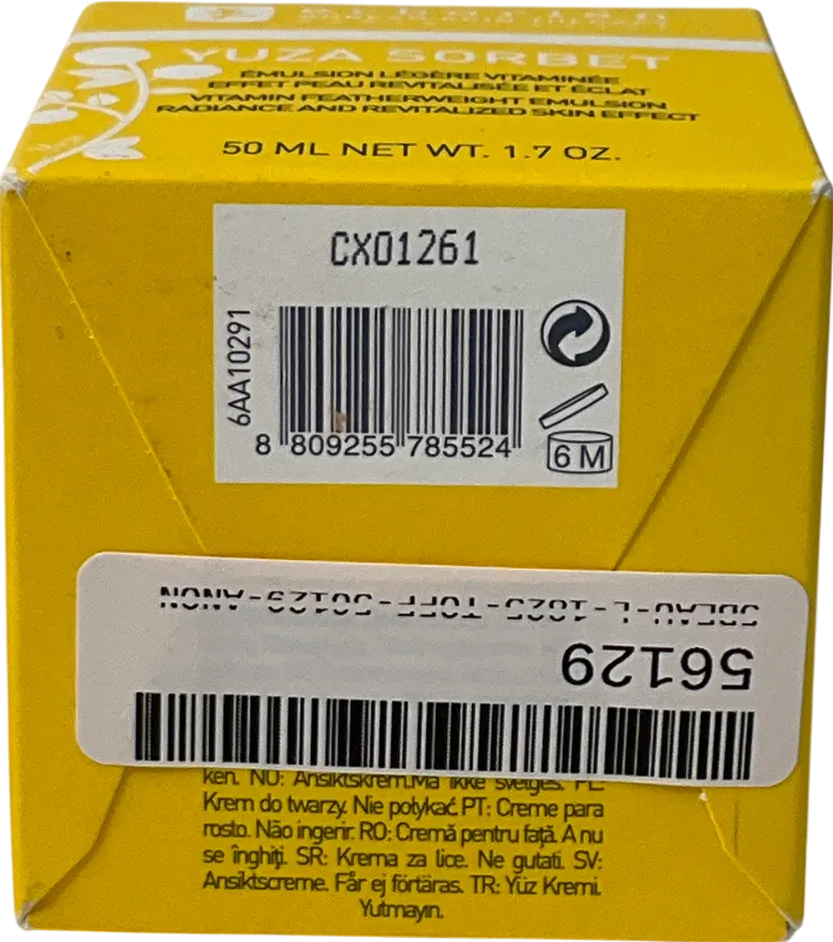 YUZA SORBET
ÉMULSION LÉGÈRE VITAMINÉE
EFFET PEAU REVITALISÉE ET ÉCLAT
VITAMIN FEATHERWEIGHT EMULSION
RADIANCE AND REVITALIZED SKIN EFFECT
50 ML NET WT. 1.7 OZ.
CX01261
6AA10291
8 809255 785524
6 M
56129
ken. NO: Ansiktskrem.Ma ikke svelges. PL:
Krem do twarzy. Nie połykać. PT: Creme para
rosto. Não ingerir. RO: Cremă pentru față. A nu
se înghiți. SR: Krema za lice. Ne gutati. SV:
Ansiktscreme. Får ej förtäras. TR: Yüz Kremi.
Yutmayın.